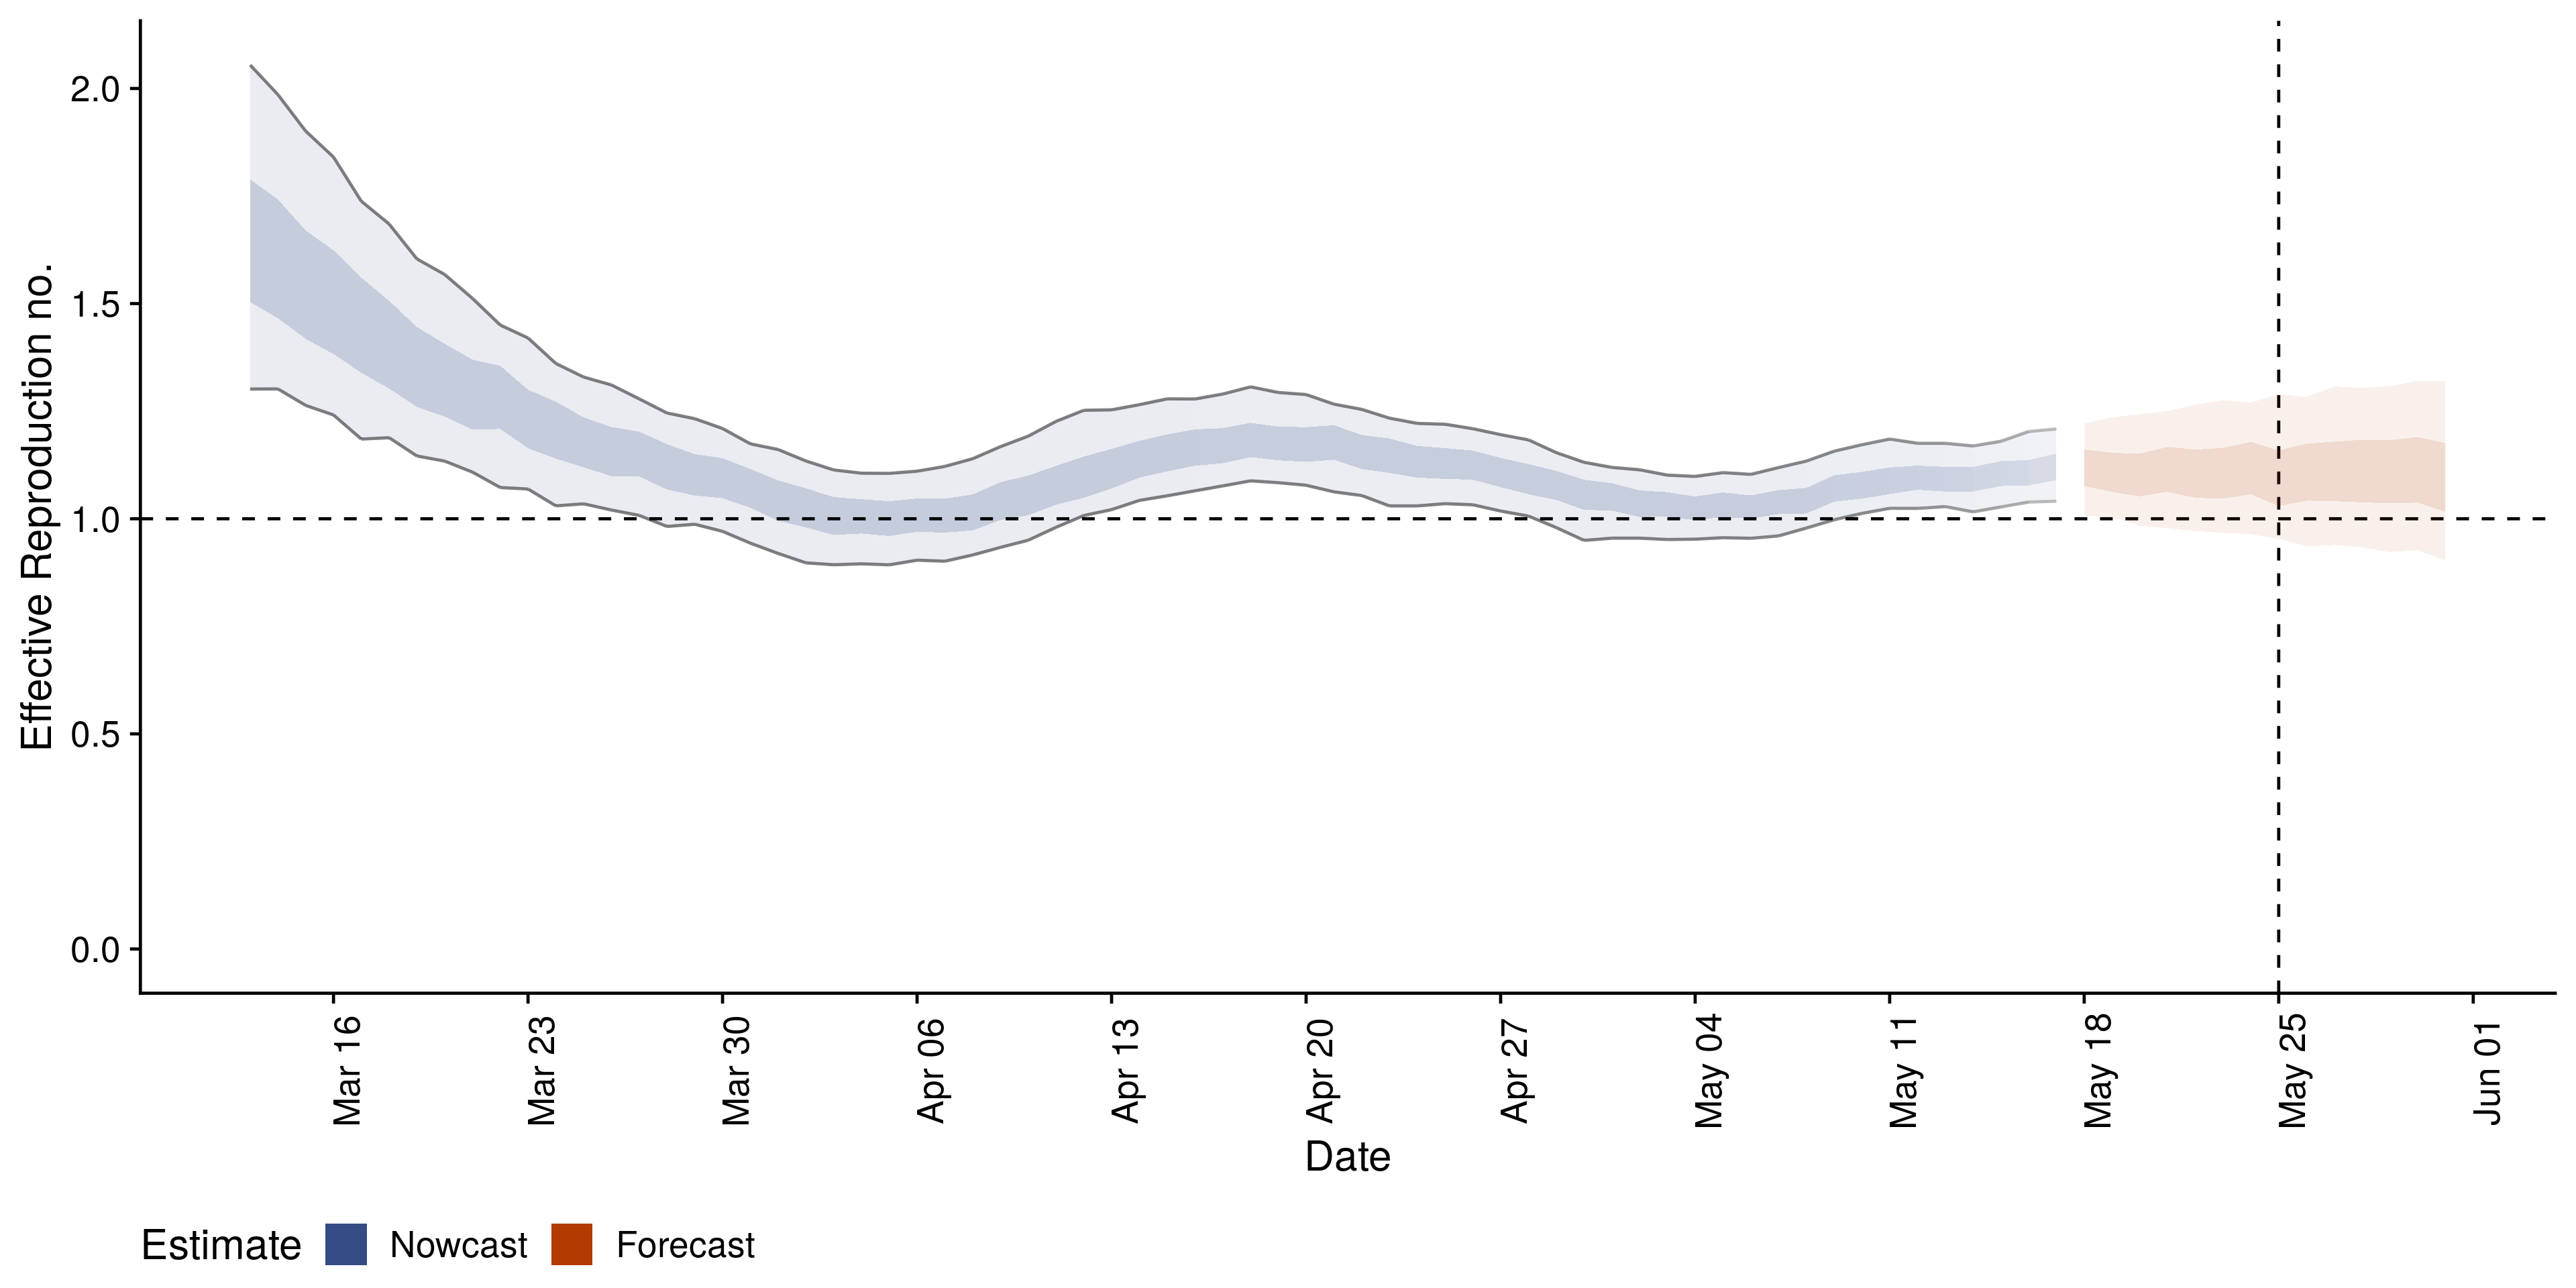 Effective Reproduction no.
2.0
1.5
1.0
0.5
0.0
Mar 16
Mar 23
Mar 30
Apr 06
Apr 13
Apr 20
Apr 27
May 04
May 11
May 18
May 25
Jun 01
Date
Estimate Nowcast Forecast